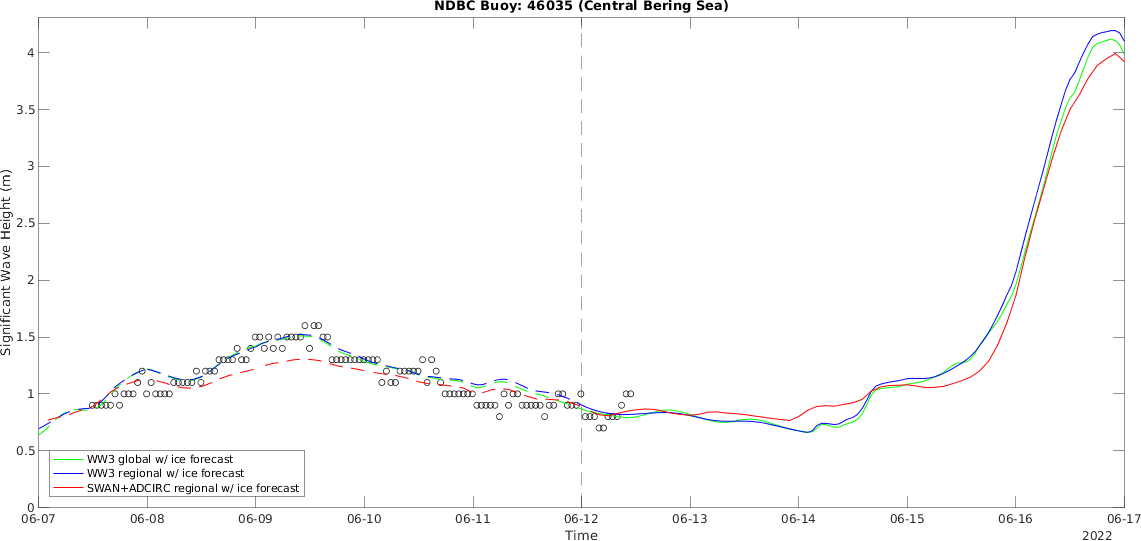 NDBC Buoy: 46035 (Central Bering Sea)
4
3.5
3
2.5
2
1.5
1
0.5
0
Significant Wave Height (m)
WW3 global w/ ice forecast
WW3 regional w/ ice forecast
SWAN+ADCIRC regional w/ ice forecast
06-07 06-08 06-09 06-10 06-11 06-12 06-13 06-14 06-15 06-16 06-17
Time
2022